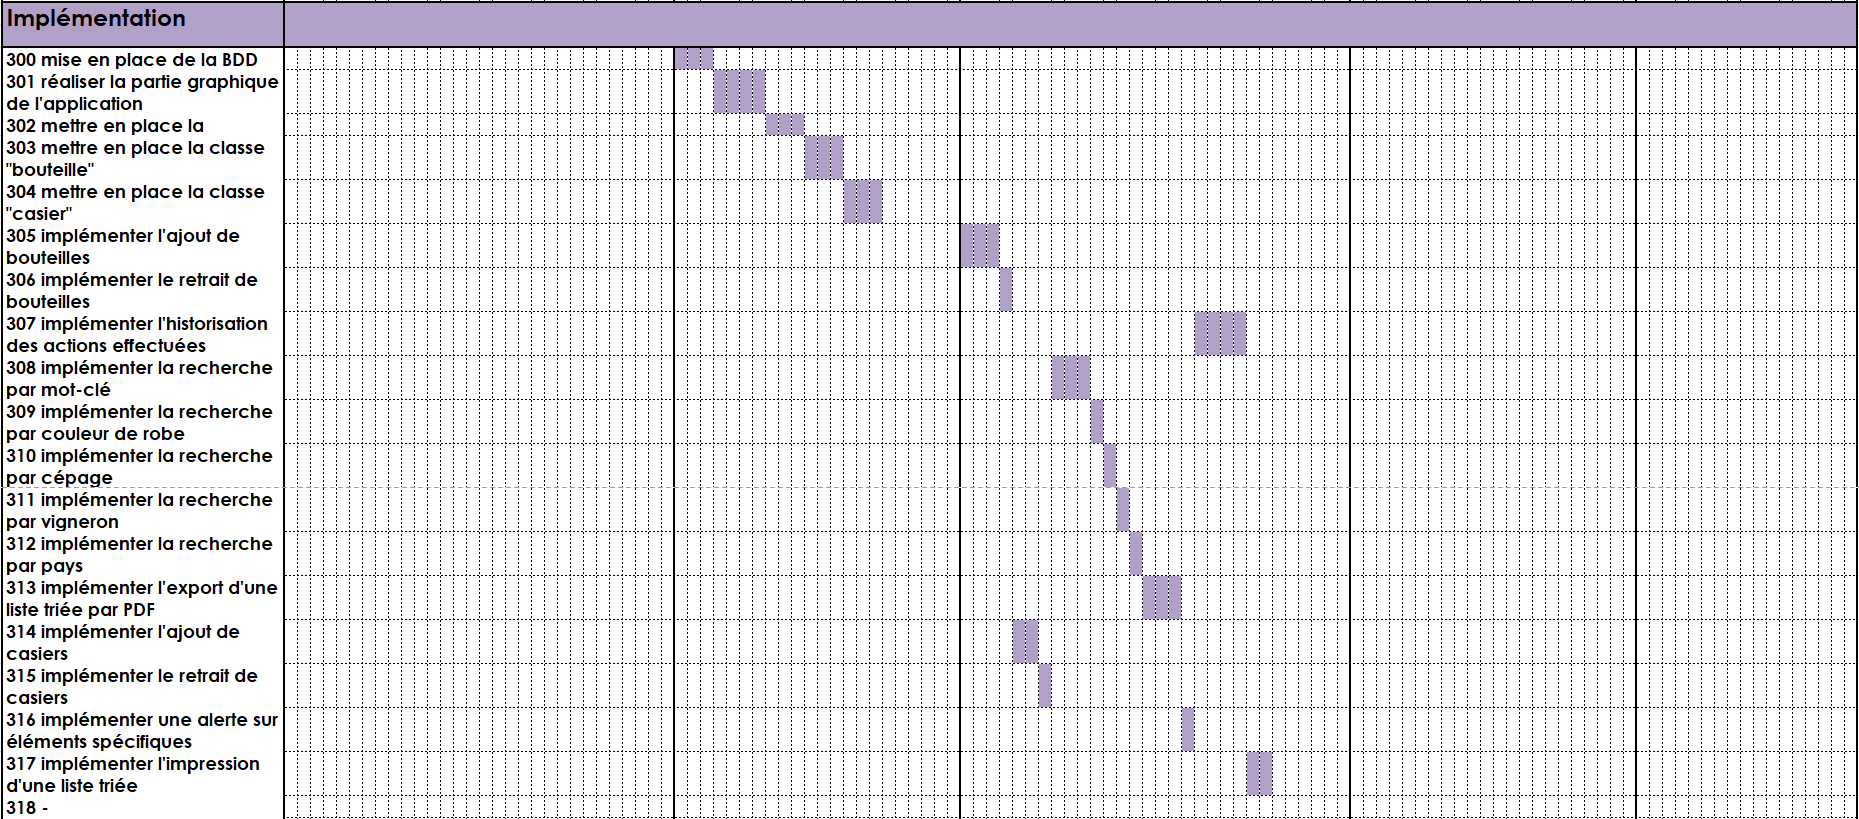 Implémentation
300 mise en place de la BDD
301 réaliser la partie graphique
de l'application
302 mettre en place la
303 mettre en place la classe
"bouteille"
304 mettre en place la classe
"casier"
305 implémenter l'ajout de
bouteilles
306 implémenter le retrait de
bouteilles
307 implémenter l'historisation
des actions effectuées
308 implémenter la recherche
par mot-clé
309 implémenter la recherche
par couleur de robe
310 implémenter la recherche
par cépage
311 implémenter la recherche
par vigneron
312 implémenter la recherche
par pays
313 implémenter l'export d'une
liste triée par PDF
314 implémenter l'ajout de
casiers
315 implémenter le retrait de
casiers
316 implémenter une alerte sur
éléments spécifiques
317 implémenter l'impression
d'une liste triée
318 -